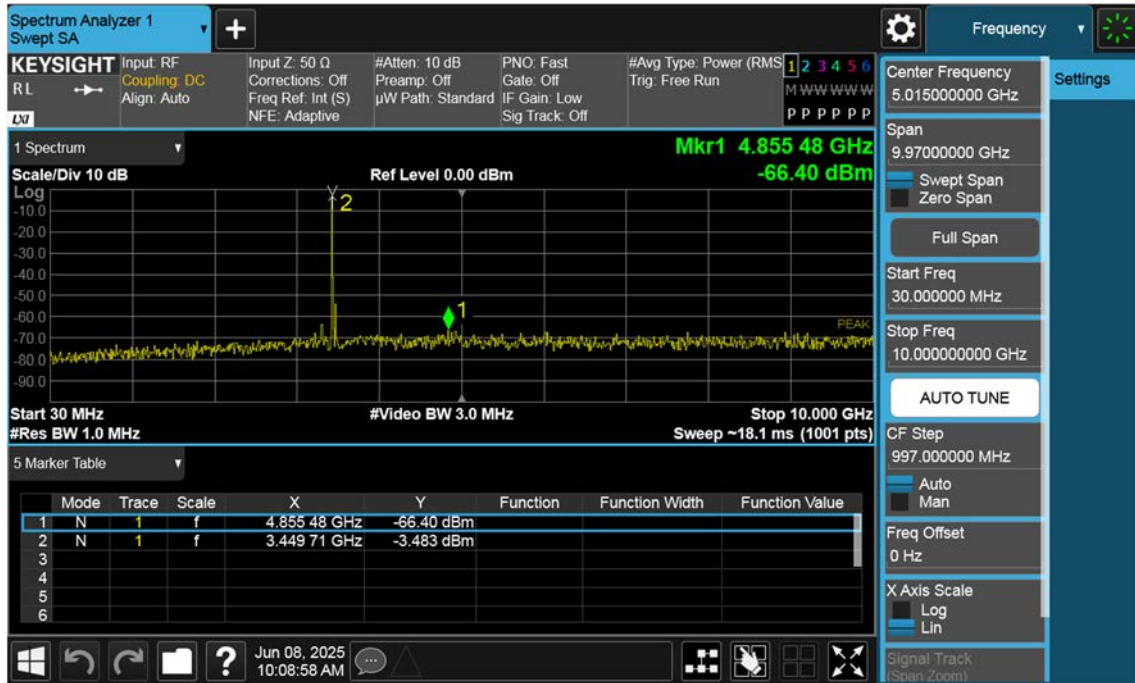 Spectrum Analyzer 1
Swept SA
Frequency
KEYSIGHT
RL
LXI
Input: RF
Coupling: DC
Align: Auto
Input Z: 50 Ω
Corrections: Off
Freq Ref: Int (S)
NFE: Adaptive
#Atten: 10 dB
Preamp: Off
µW Path: Standard
PNO: Fast
Gate: Off
IF Gain: Low
Sig Track: Off
#Avg Type: Power (RMS
Trig: Free Run
1 2 3 4 5 6
M W W W W W
P P P P P P
1 Spectrum
Mkr1 4.855 48 GHz
Scale/Div 10 dB
Ref Level 0.00 dBm
-66.40 dBm
Log
2
-10.0
-20.0
-30.0
-40.0
-50.0
1
-60.0
PEAK
-70.0
-80.0
-90.0
Start 30 MHz
#Video BW 3.0 MHz
Stop 10.000 GHz
#Res BW 1.0 MHz
Sweep ~18.1 ms (1001 pts)
5 Marker Table
Mode Trace Scale X Y Function Function Width Function Value
1 N 1 f 4.855 48 GHz -66.40 dBm
2 N 1 f 3.449 71 GHz -3.483 dBm
3
4
5
6
Jun 08, 2025
10:08:58 AM
Center Frequency
5.015000000 GHz
Settings
Span
9.97000000 GHz
Swept Span
Zero Span
Full Span
Start Freq
30.000000 MHz
Stop Freq
10.000000000 GHz
AUTO TUNE
CF Step
997.000000 MHz
Auto
Man
Freq Offset
0 Hz
X Axis Scale
Log
Lin
Signal Track
(Span Zoom)